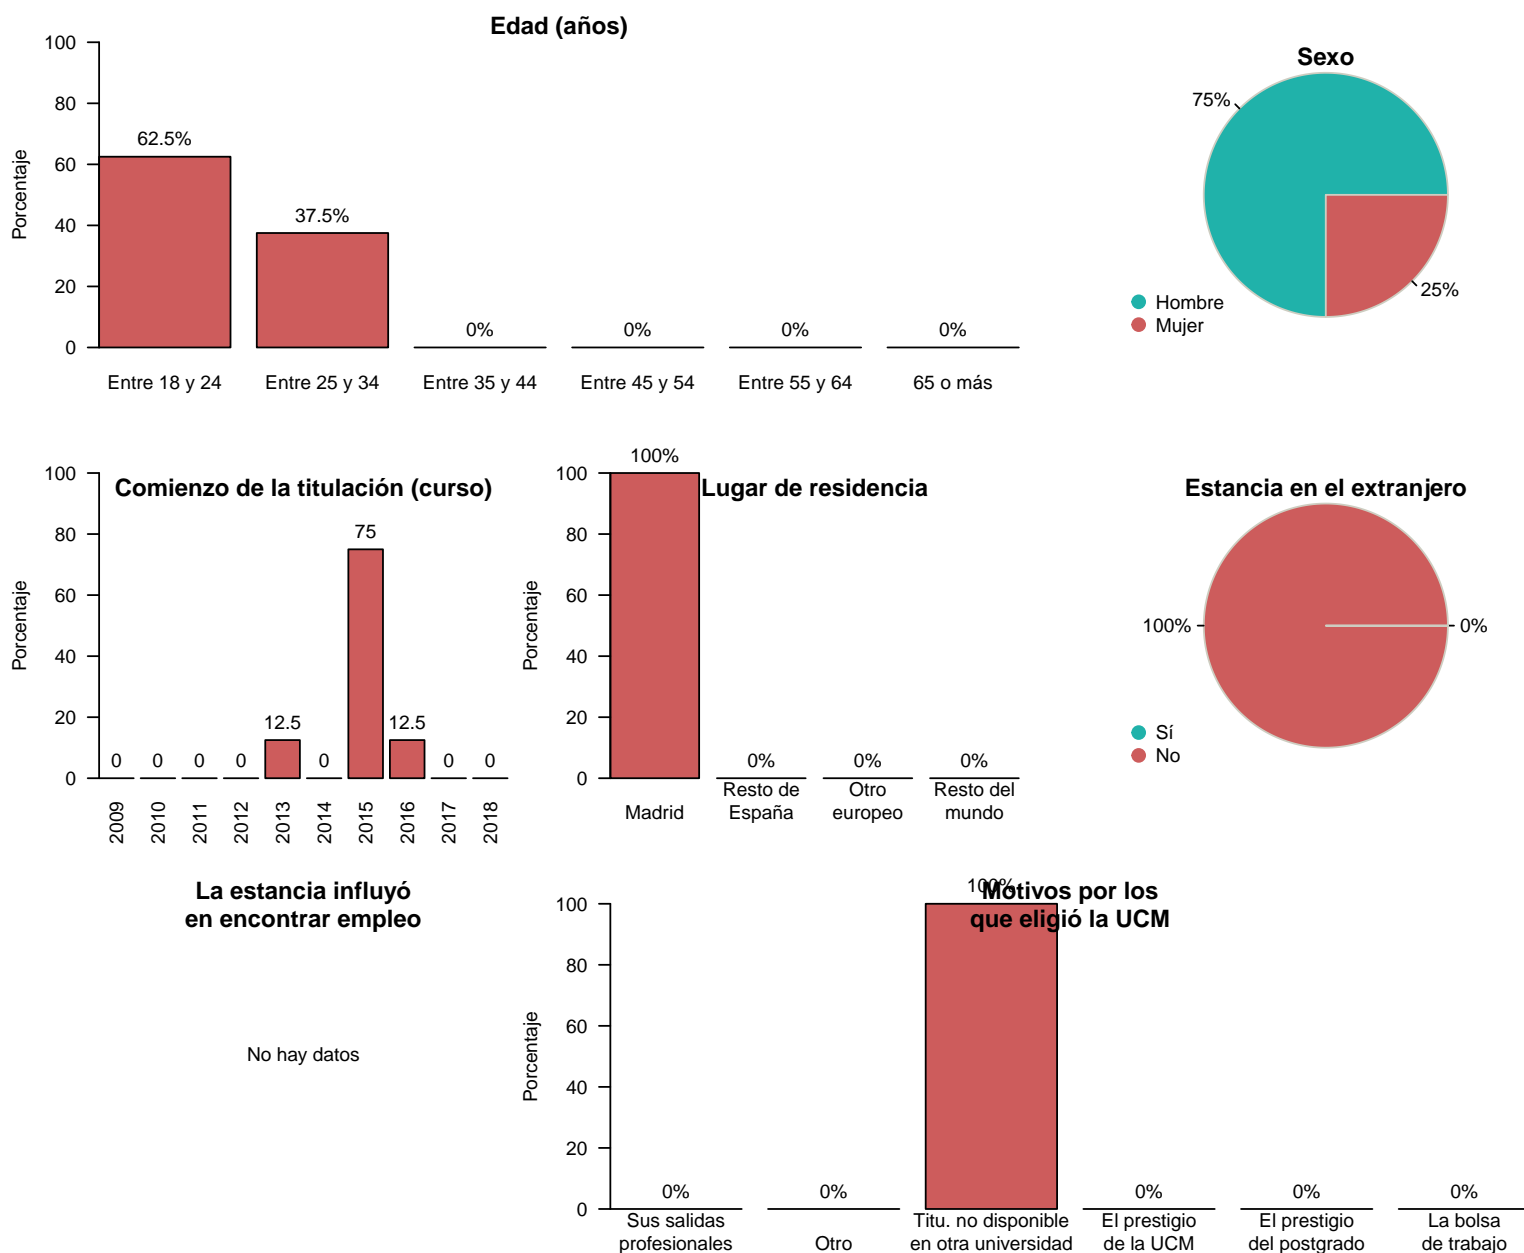 Edad (años)
Porcentaje
100
80
60
40
20
0
62.5%
37.5%
0%
0%
0%
0%
Entre 18 y 24
Entre 25 y 34
Entre 35 y 44
Entre 45 y 54
Entre 55 y 64
65 o más
Sexo
75%
25%
Hombre
Mujer
Comienzo de la titulación (curso)
Porcentaje
100
80
60
40
20
0
0
0
0
0
12.5
0
75
12.5
0
0
2009
2010
2011
2012
2013
2014
2015
2016
2017
2018
Lugar de residencia
Porcentaje
100
80
60
40
20
0
100%
0%
0%
0%
Madrid
Resto de
España
Otro
europeo
Resto del
mundo
Estancia en el extranjero
100%
0%
Sí
No
La estancia influyó
en encontrar empleo
No hay datos
Motivos por los
que eligió la UCM
Porcentaje
100
80
60
40
20
0
0%
0%
100%
0%
0%
0%
Sus salidas
profesionales
Otro
Titu. no disponible
en otra universidad
El prestigio
de la UCM
El prestigio
del postgrado
La bolsa
de trabajo